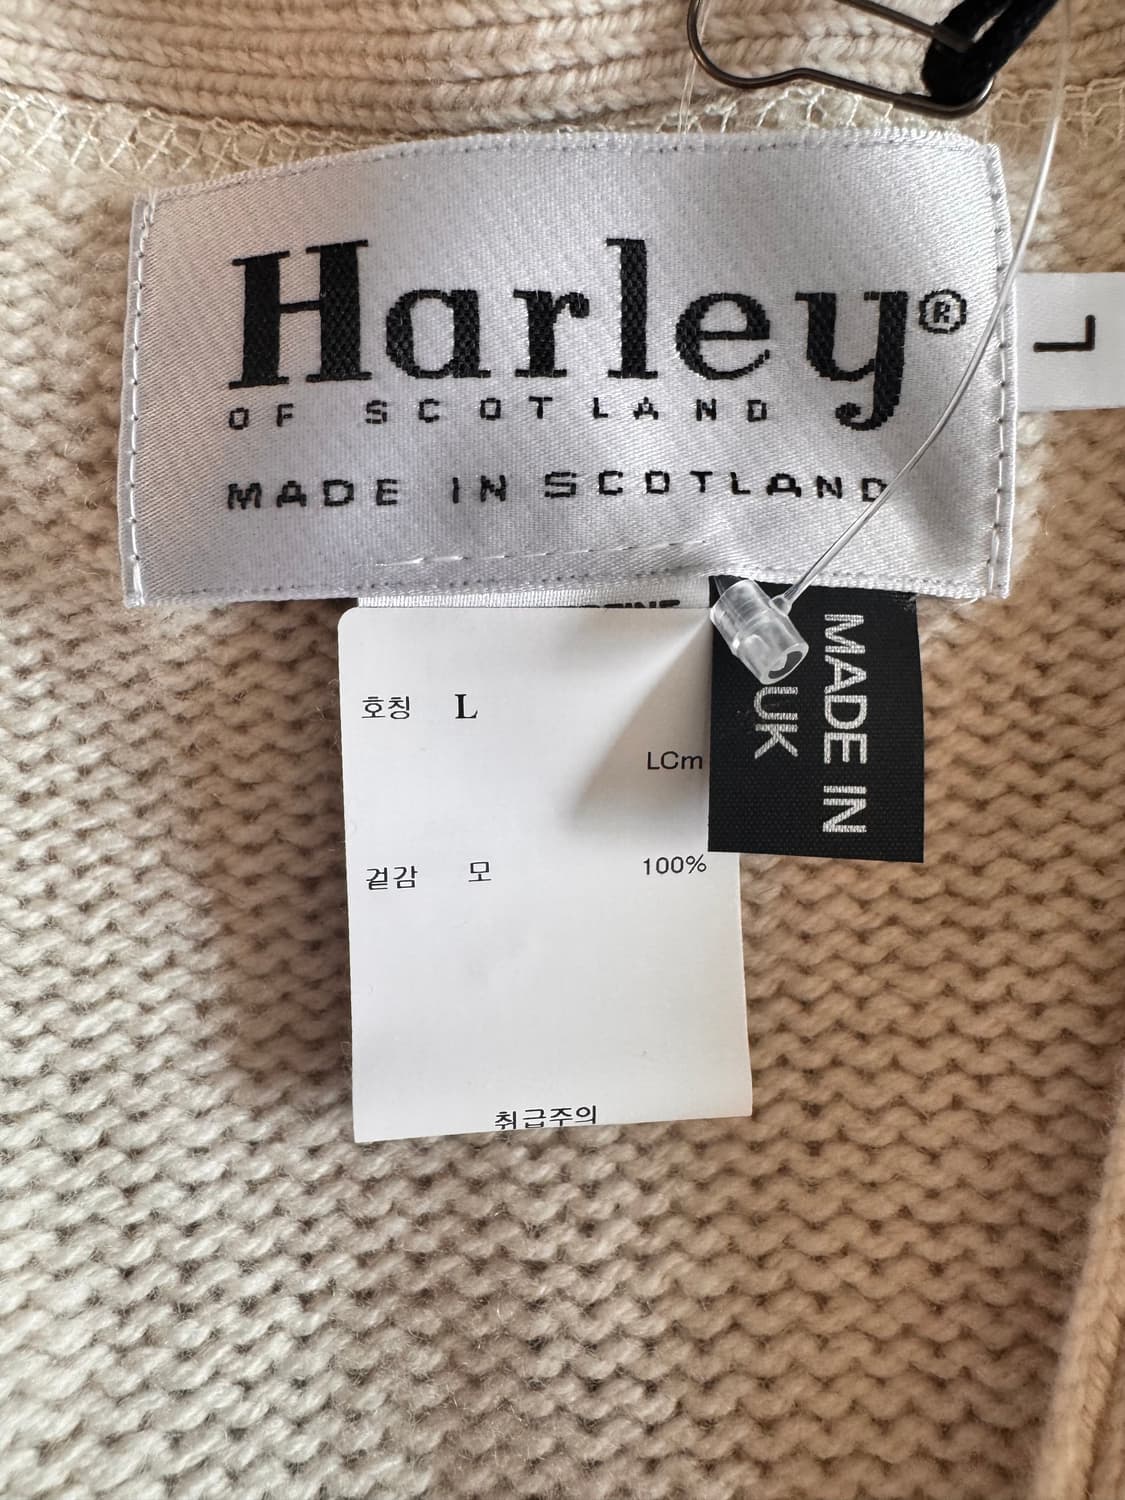 Harley®
OF SCOTLAND
MADE IN SCOTLAND
L
MADE IN
UK
호칭 L
LCm
겉감 모 100%
취급주의